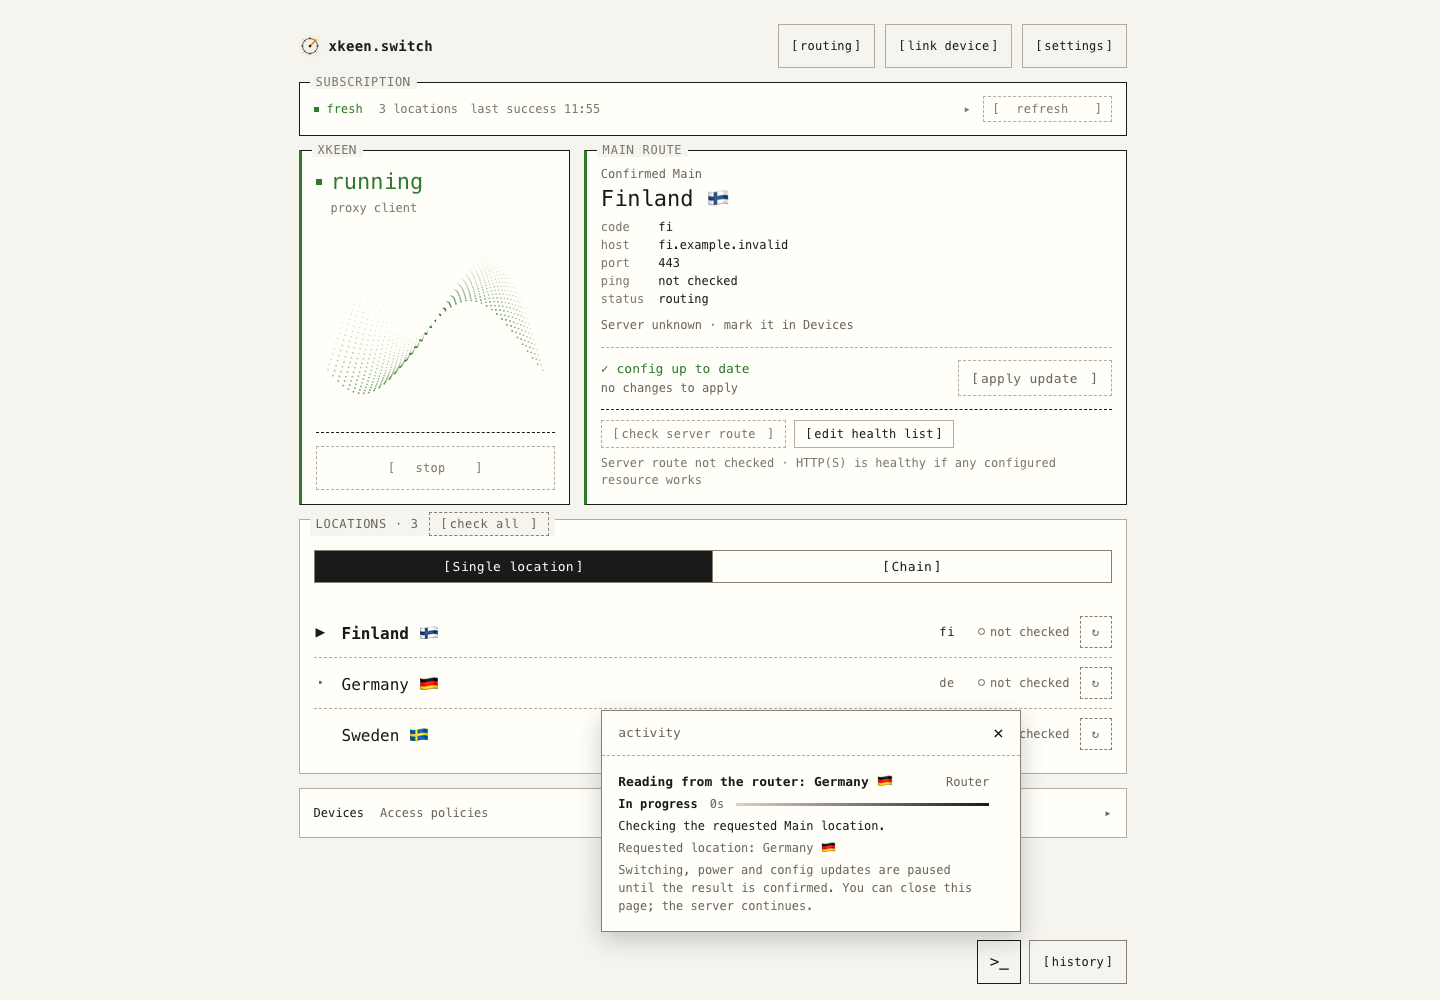 xkeen.switch
[routing]
[link device]
[settings]
SUBSCRIPTION
fresh 3 locations last success 11:55
[ refresh ]
XKEEN
running
proxy client
[ stop ]
MAIN ROUTE
Confirmed Main
Finland 🇫🇮
code fi
host fi.example.invalid
port 443
ping not checked
status routing
Server unknown · mark it in Devices
✓ config up to date
no changes to apply
[apply update ]
[check server route ]
[edit health list]
Server route not checked · HTTP(S) is healthy if any configured
resource works
LOCATIONS · 3 [check all ]
[Single location]
[Chain]
▶ Finland 🇫🇮 fi ○ not checked ↻
· Germany 🇩🇪 de ○ not checked ↻
Sweden 🇸🇪 checked ↻
activity ×
Reading from the router: Germany 🇩🇪 Router
In progress 0s
Checking the requested Main location.
Requested location: Germany 🇩🇪
Switching, power and config updates are paused
until the result is confirmed. You can close this
page; the server continues.
Devices Access policies
>_
[history]